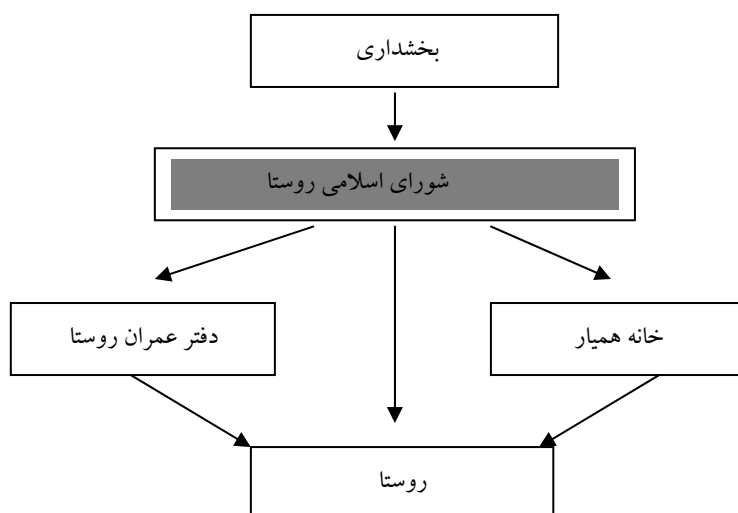 بخشداری
شورای اسلامی روستا
خانه همیار
دفتر عمران روستا
روستا